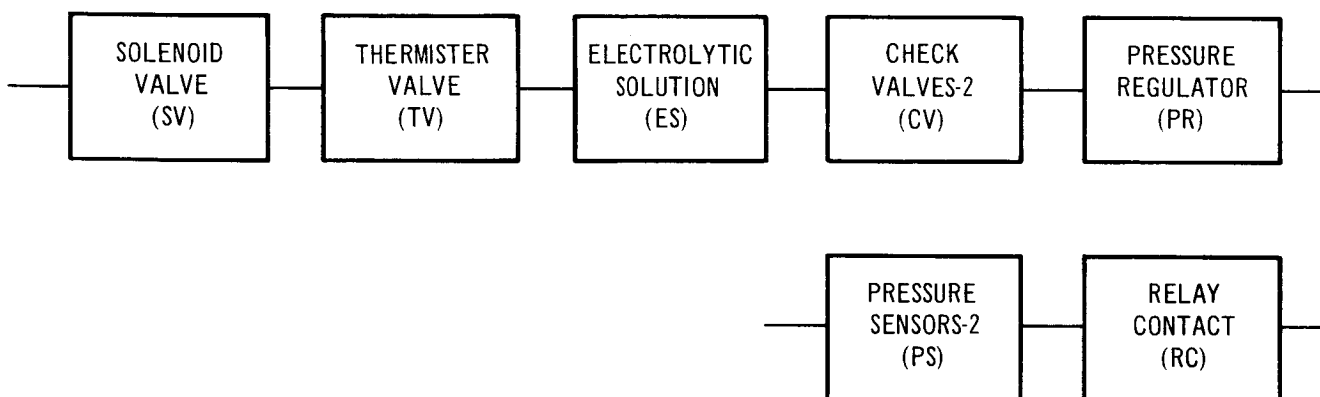 SOLENOID
VALVE
(SV)
THERMISTER
VALVE
(TV)
ELECTROLYTIC
SOLUTION
(ES)
CHECK
VALVES-2
(CV)
PRESSURE
REGULATOR
(PR)
PRESSURE
SENSORS-2
(PS)
RELAY
CONTACT
(RC)